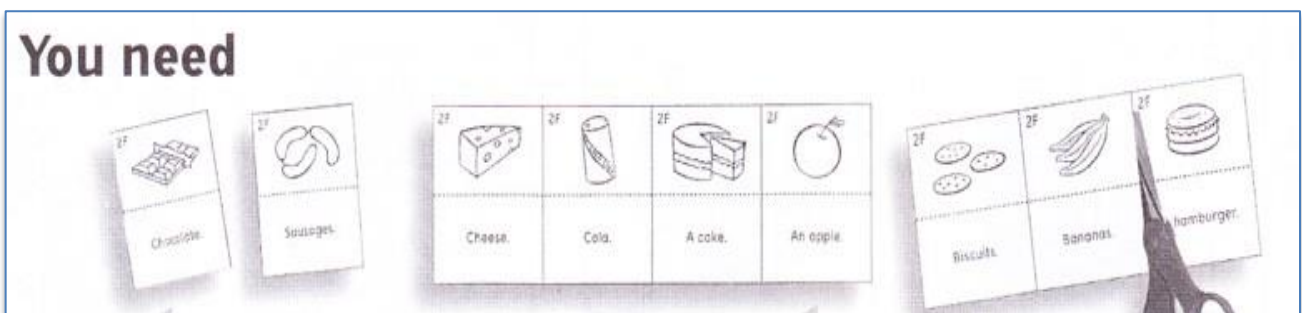 You need
2F
Chocolate.
2F
Sausages.
2F
Cheese.
2F
Cola.
2F
A cake.
2F
An apple.
2F
Biscuits.
2F
Bananas.
2F
hamburger.